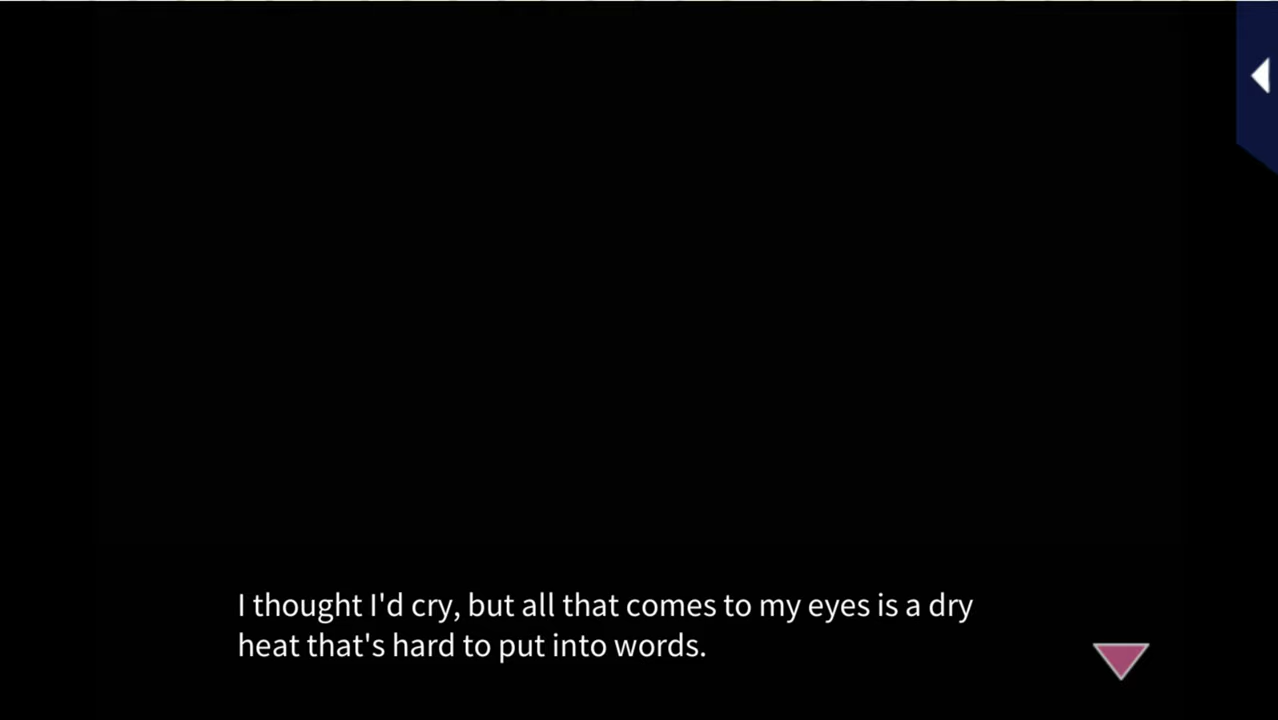 I thought I'd cry, but all that comes to my eyes is a dry
heat that's hard to put into words.